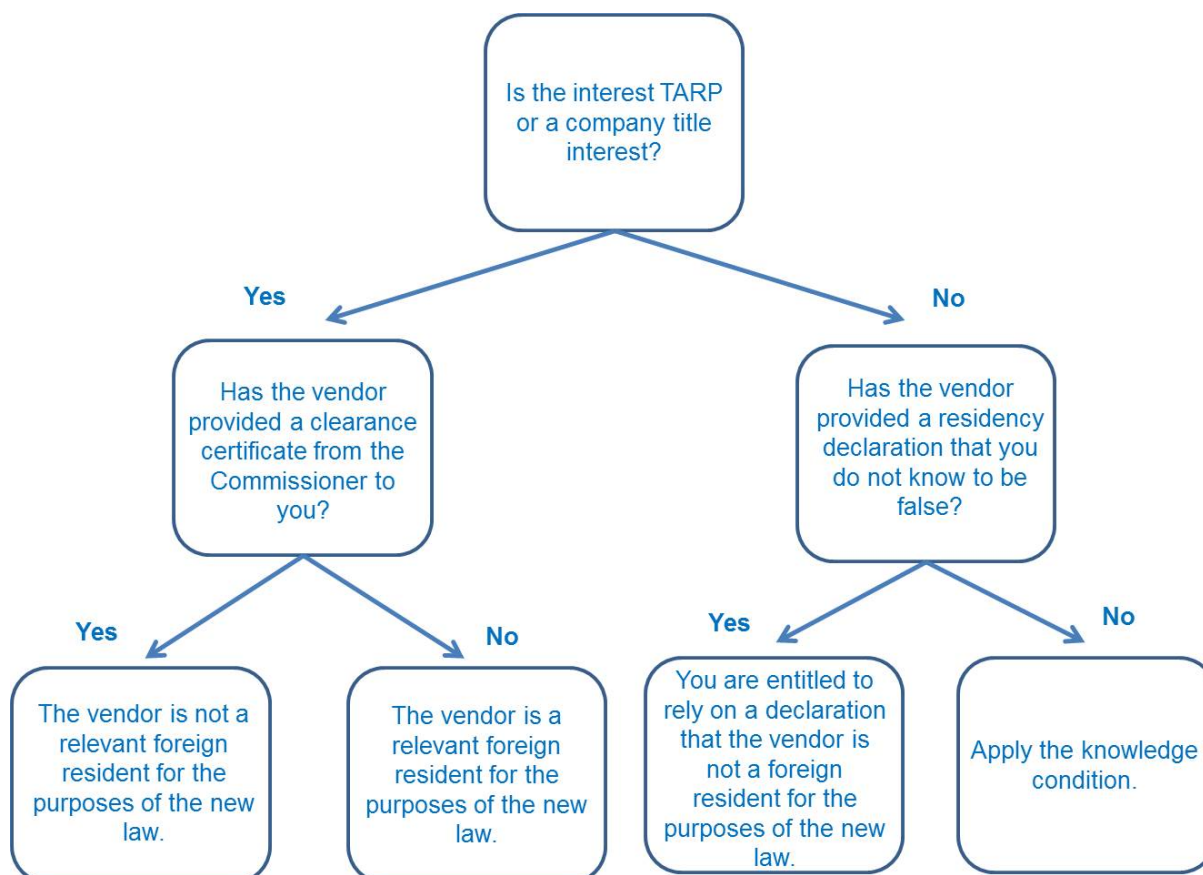 Is the interest TARP
or a company title
interest?
Yes
No
Has the vendor
provided a clearance
certificate from the
Commissioner to
you?
Has the vendor
provided a residency
declaration that you
do not know to be
false?
Yes
No
Yes
No
The vendor is not a
relevant foreign
resident for the
purposes of the new
law.
The vendor is a
relevant foreign
resident for the
purposes of the new
law.
You are entitled to
rely on a declaration
that the vendor is
not a foreign
resident for the
purposes of the new
law.
Apply the knowledge
condition.